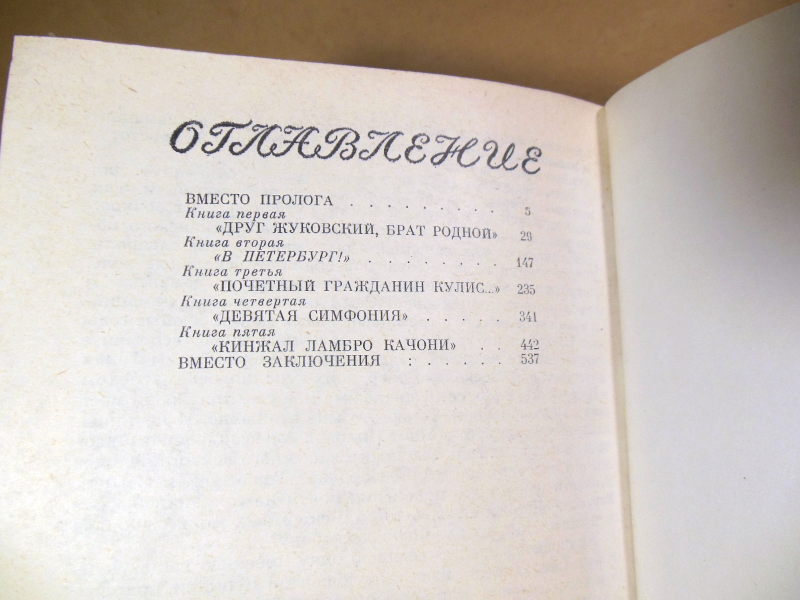 ОГЛАВЛЕНИЕ
ВМЕСТО ПРОЛОГА . . . . . . . . . 5
Книга первая
«ДРУГ ЖУКОВСКИЙ, БРАТ РОДНОЙ» 29
Книга вторая
«В ПЕТЕРБУРГ!» . . . . . . . . 147
Книга третья
«ПОЧЕТНЫЙ ГРАЖДАНИН КУЛИС...» 235
Книга четвертая
«ДЕВЯТАЯ СИМФОНИЯ» . . . . . 341
Книга пятая
«КИНЖАЛ ЛАМБРО КАЧОНИ» . . 442
ВМЕСТО ЗАКЛЮЧЕНИЯ : . . . . . 537